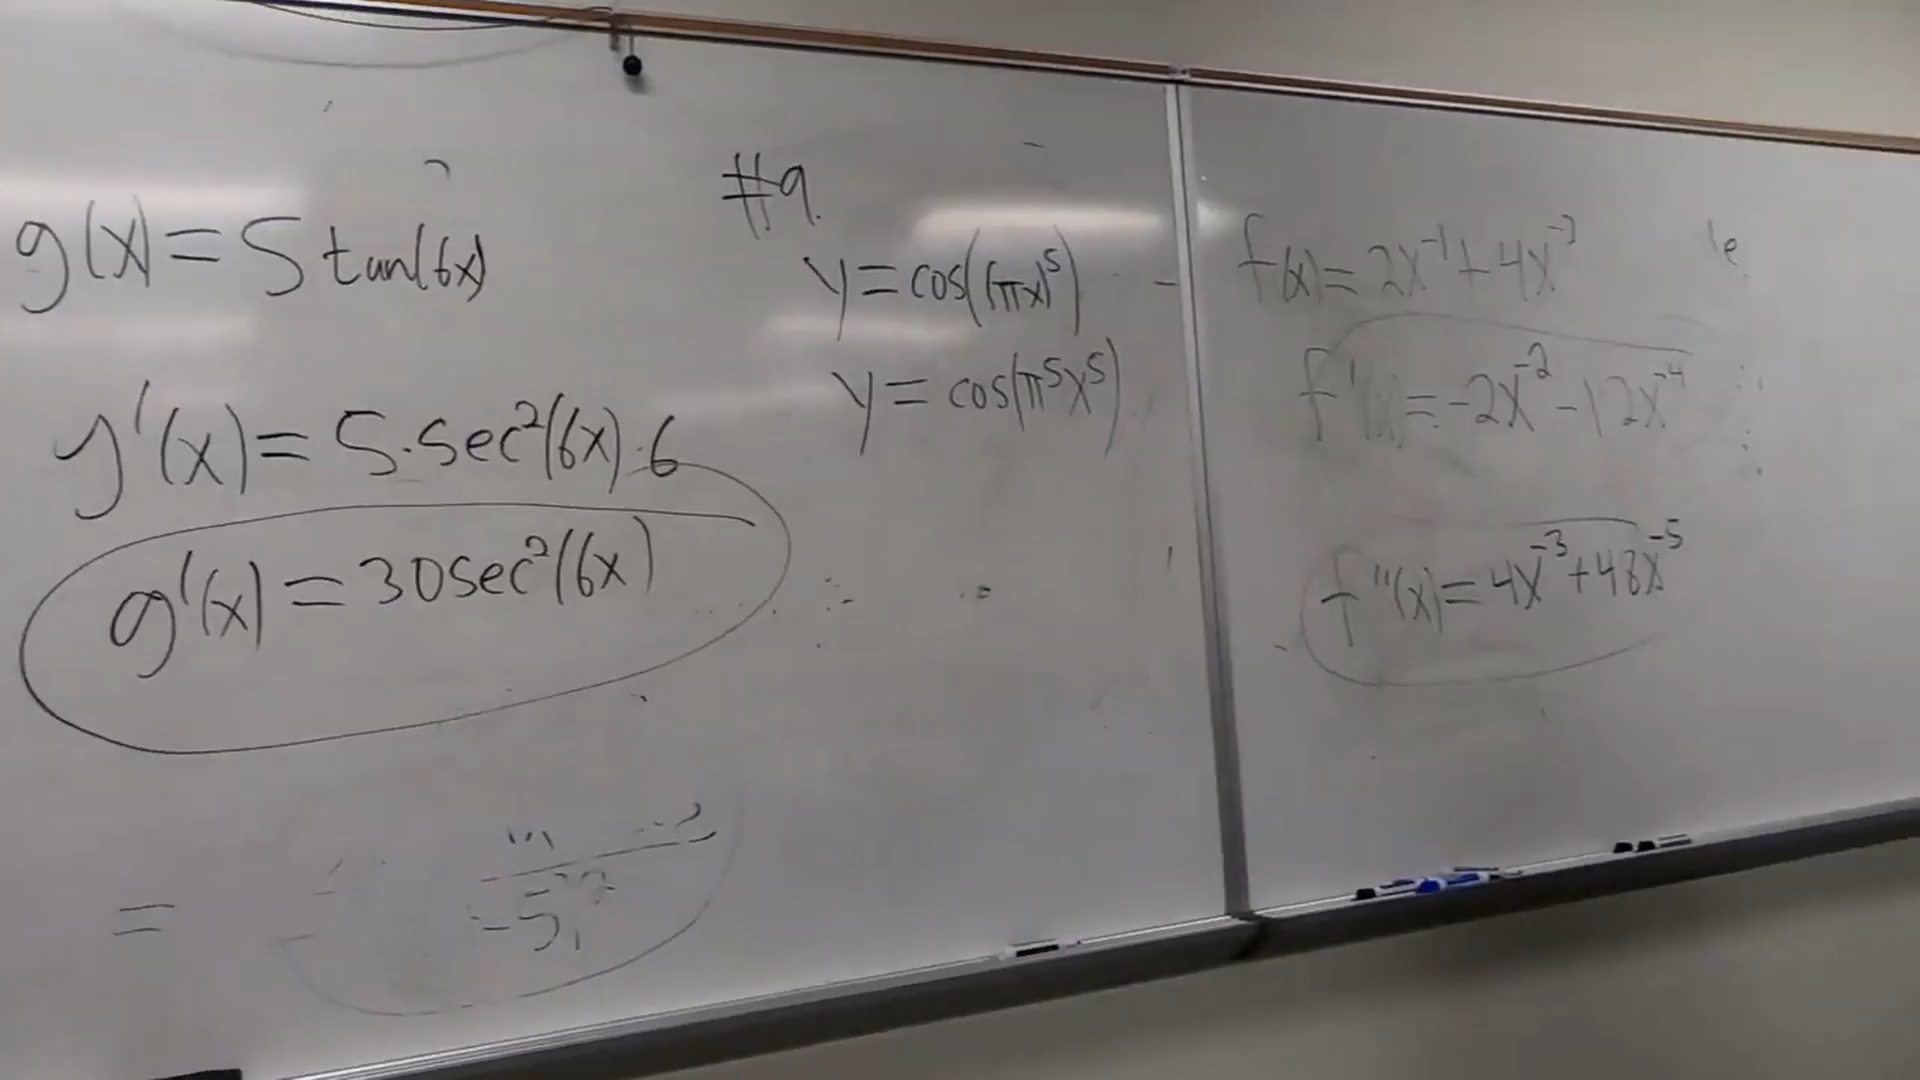 g(x) = 5 tan(6x)
y'(x) = 5·sec²(6x)·6
g'(x) = 30sec²(6x)
=
#9.
y = cos((πx)⁵)
y = cos(π⁵x⁵)
f(x) = 2x⁻¹ + 4x⁻³
f'(x) = -2x⁻² - 12x⁻⁴
f''(x) = 4x⁻³ + 48x⁻⁵